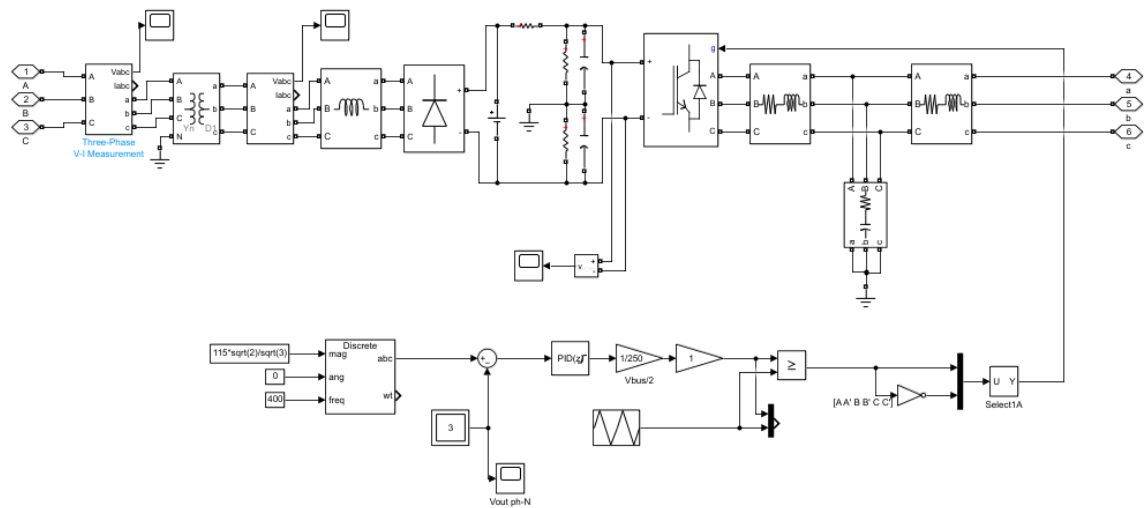 1
A
2
B
3
C
A
B
C
Vabc
Iabc
a
b
c
Three-Phase
V-I Measurement
A
B
C
N
a
b
c
Yn
D1
A
B
C
Vabc
Iabc
a
b
c
A
B
C
a
b
c
A
B
C
+
-
+
-
g
A
B
C
A
B
C
a
b
c
A
B
C
a
b
c
4
a
5
b
6
c
A
B
C
a
b
c
v
+
-
115*sqrt(2)/sqrt(3)
0
400
Discrete
mag
ang
freq
abc
wt
3
Vout ph-N
PID(z)
1/250
Vbus/2
1
[A A' B B' C C']
U Y
Select1A